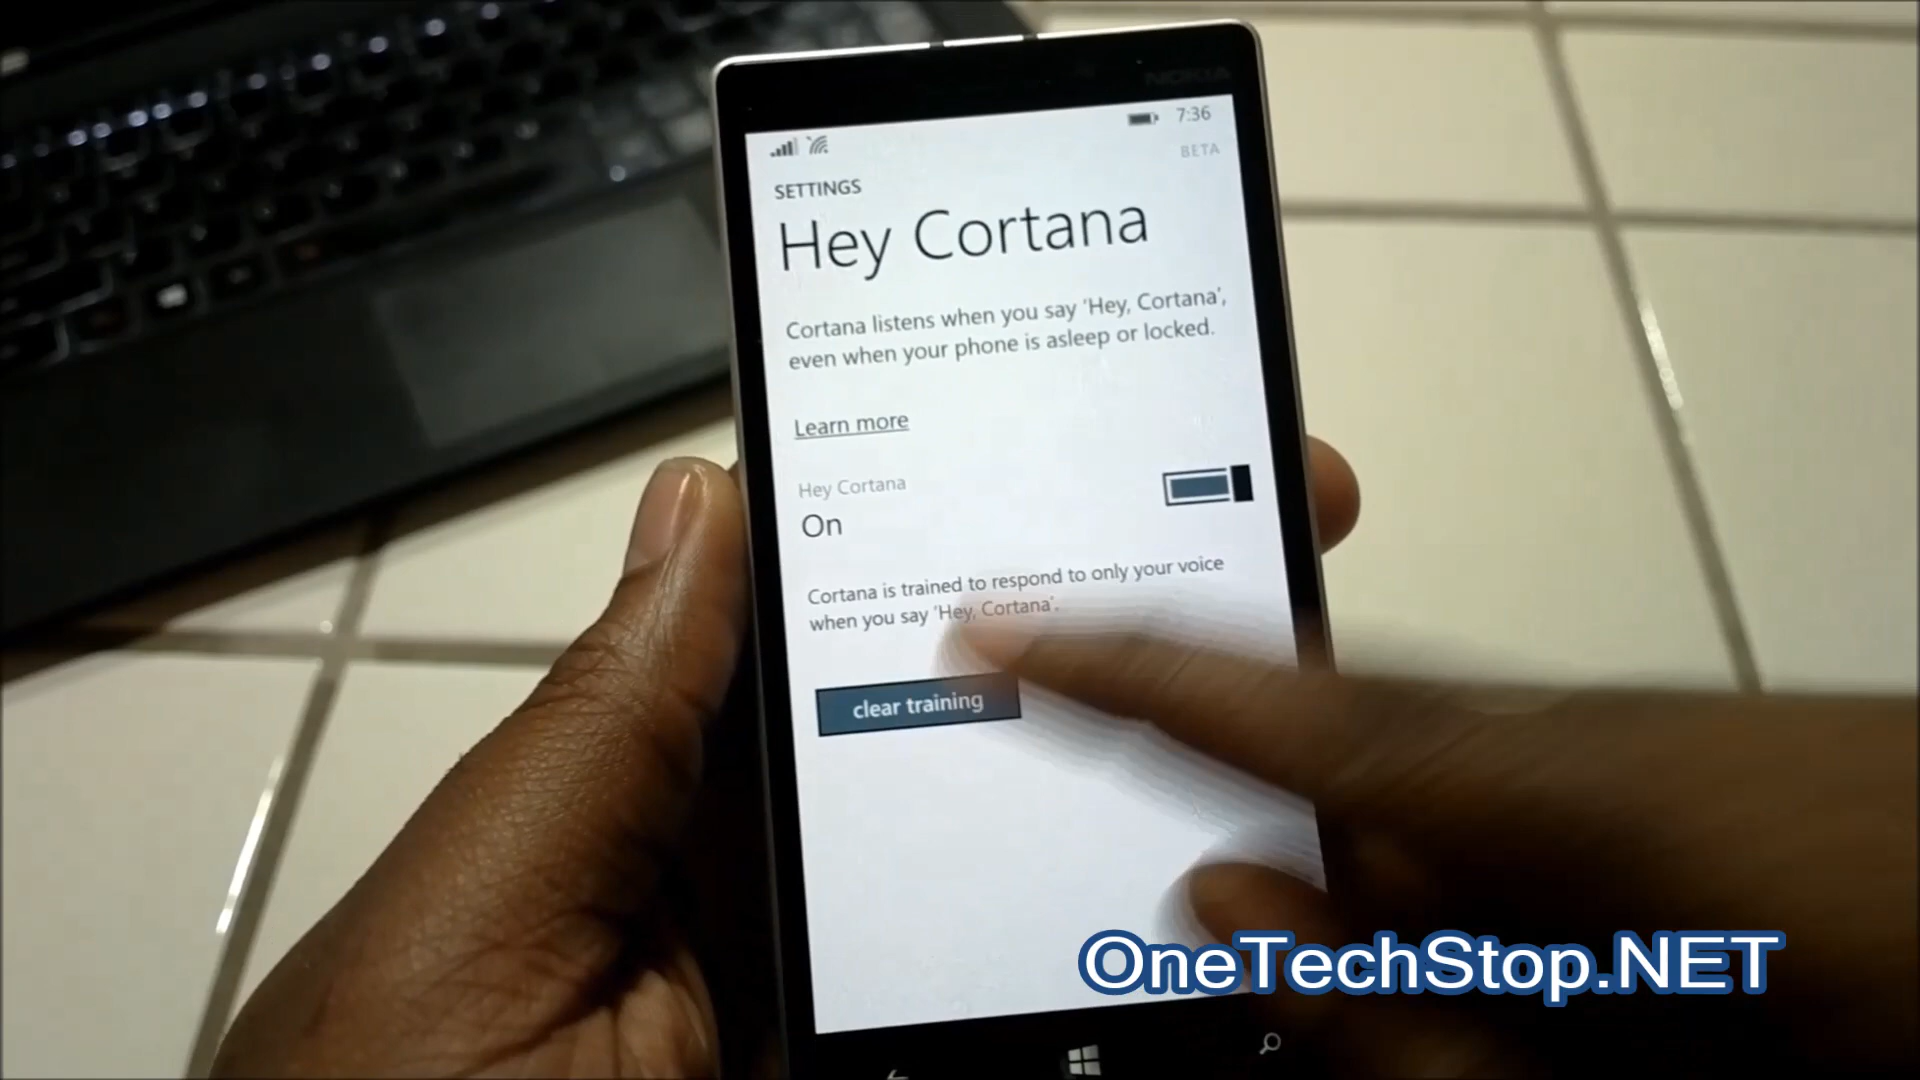 NOKIA
7:36
BETA
SETTINGS
Hey Cortana
Cortana listens when you say 'Hey, Cortana',
even when your phone is asleep or locked.
Learn more
Hey Cortana
On
Cortana is trained to respond to only your voice
when you say 'Hey, Cortana'.
clear training
OneTechStop.NET